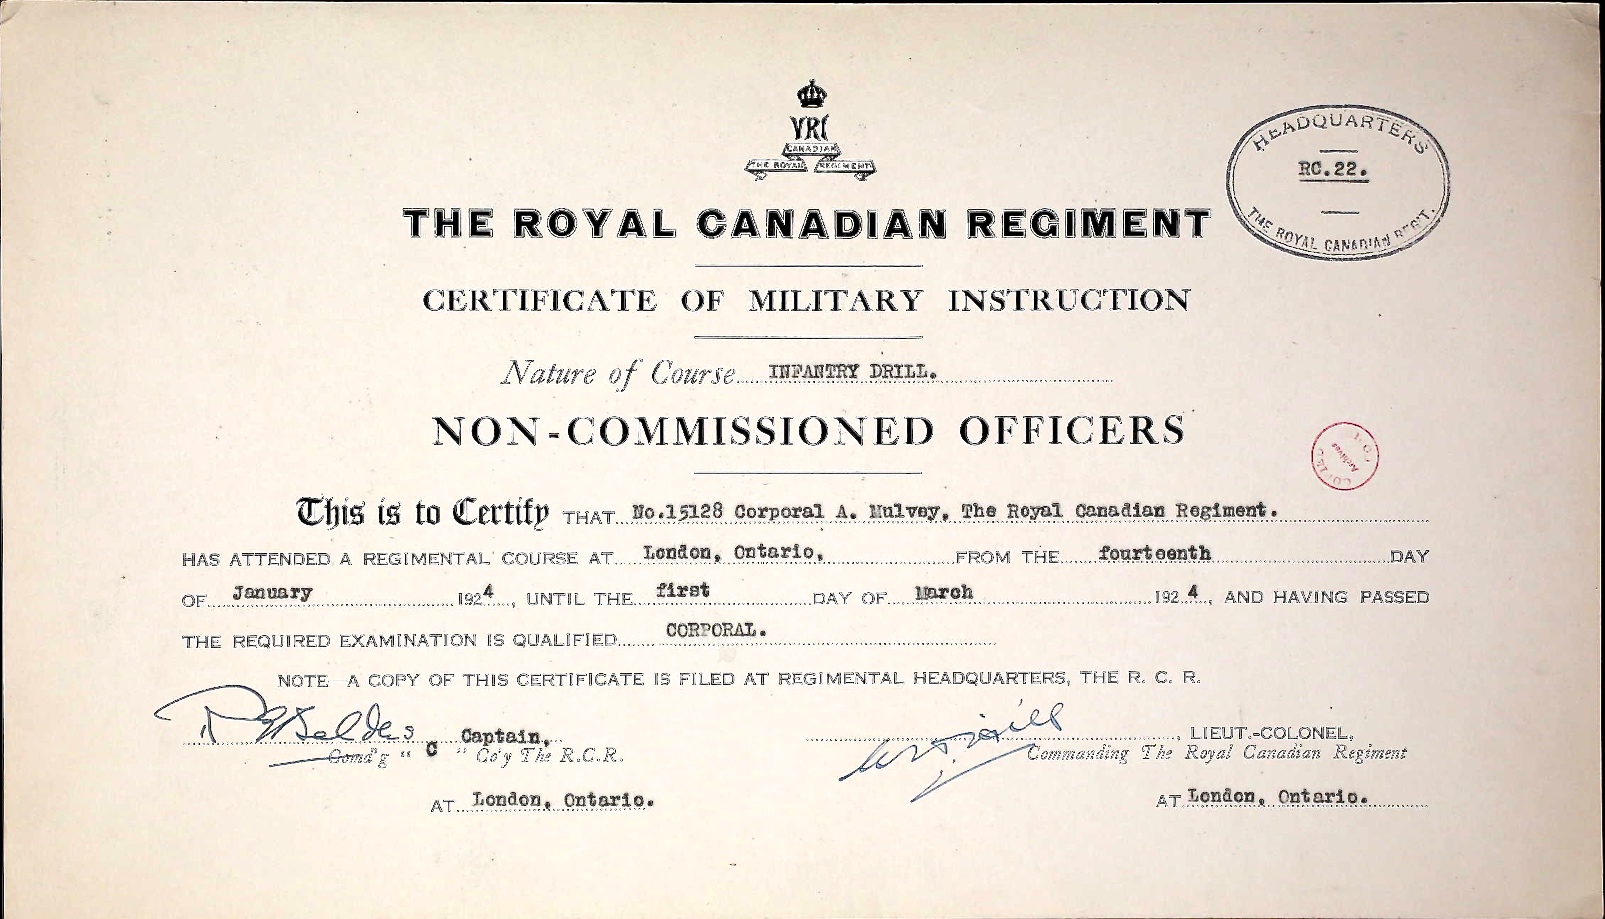 VRI
CANADIAN
THE ROYAL REGIMENT
HEADQUARTERS
RC.22.
THE ROYAL CANADIAN REG'T.
THE ROYAL CANADIAN REGIMENT
CERTIFICATE OF MILITARY INSTRUCTION
Nature of Course INFANTRY DRILL.
NON-COMMISSIONED OFFICERS
Archives
This is to Certify THAT No.15128 Corporal A. Mulvey, The Royal Canadian Regiment.
HAS ATTENDED A REGIMENTAL COURSE AT London, Ontario, FROM THE fourteenth DAY
OF January 1924, UNTIL THE first DAY OF March 1924, AND HAVING PASSED
THE REQUIRED EXAMINATION IS QUALIFIED CORPORAL.
NOTE A COPY OF THIS CERTIFICATE IS FILED AT REGIMENTAL HEADQUARTERS, THE R. C. R.
Captain, , LIEUT.-COLONEL,
Comd'g "C" Co'y The R.C.R. Commanding The Royal Canadian Regiment
AT London, Ontario. AT London, Ontario.